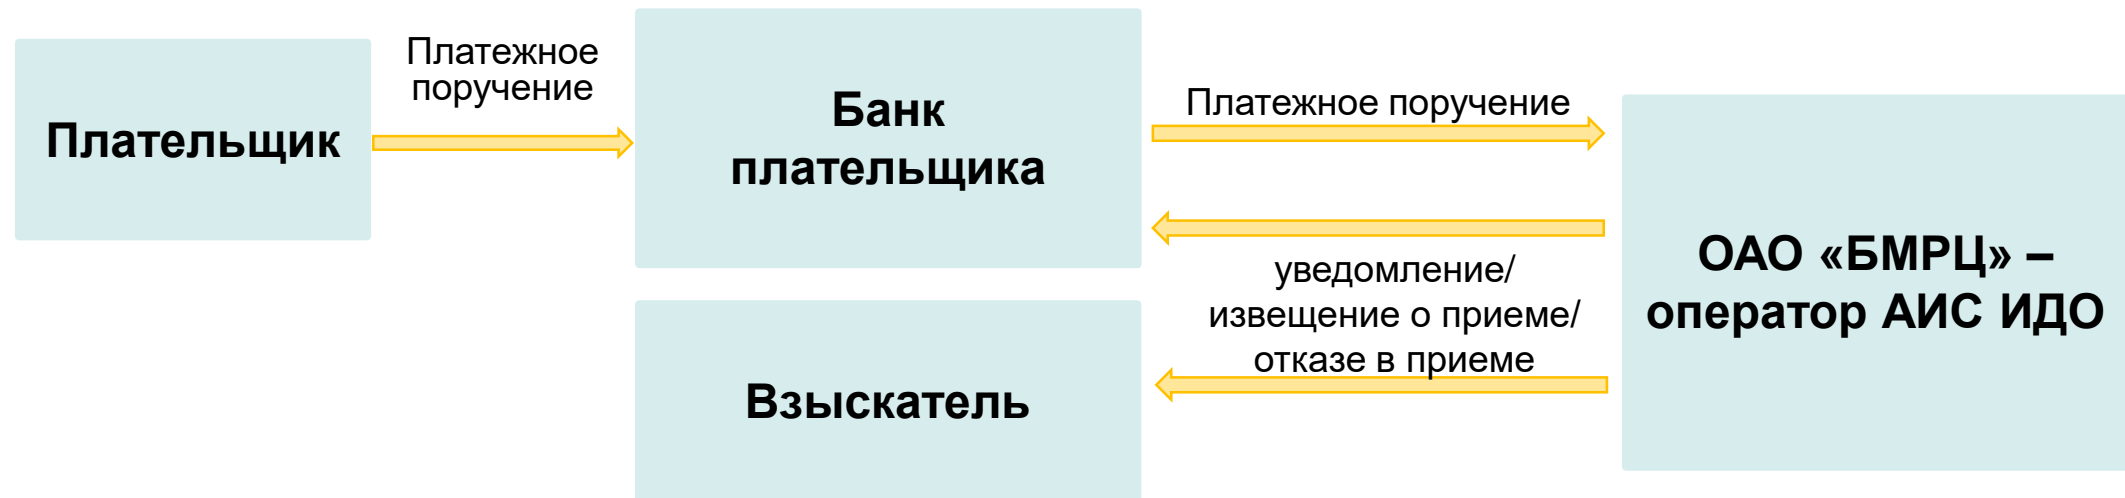 Плательщик
Платежное
поручение
Банк
плательщика
Платежное поручение
уведомление/
извещение о приеме/
отказе в приеме
Взыскатель
ОАО «БМРЦ» –
оператор АИС ИДО